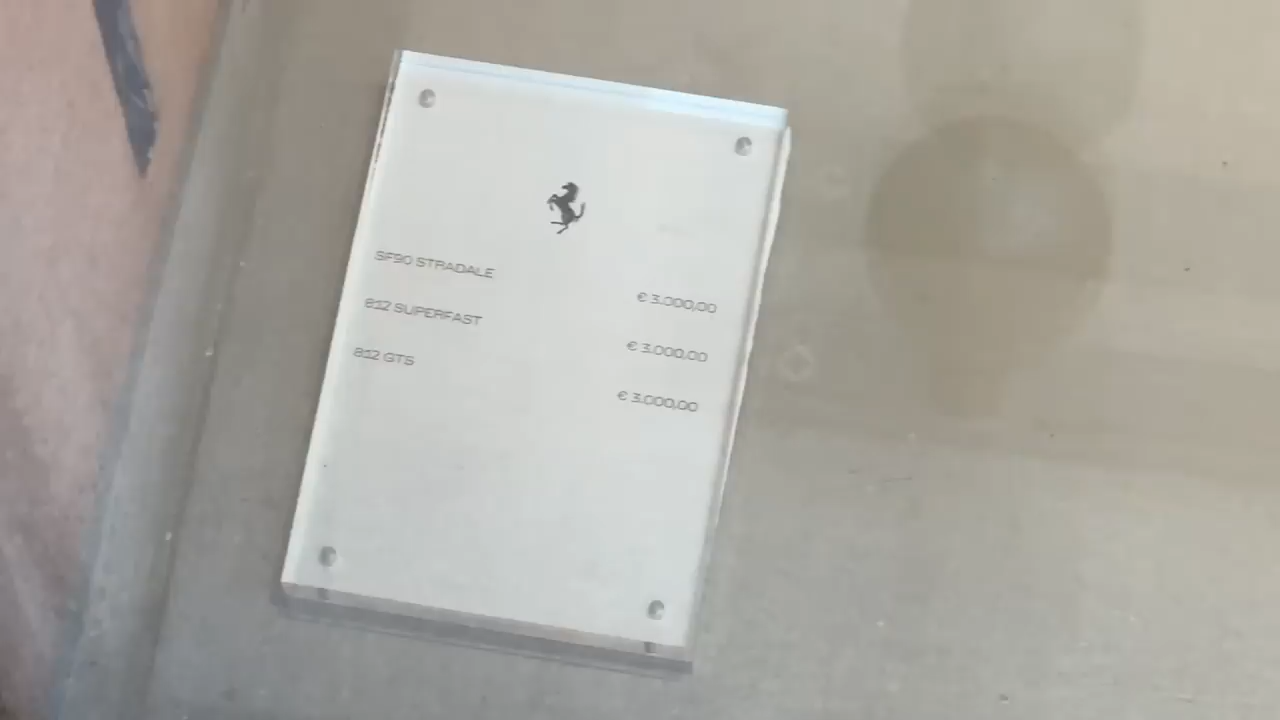 SF90 STRADALE
€ 3.000,00
812 SUPERFAST
€ 3.000,00
812 GTS
€ 3.000,00